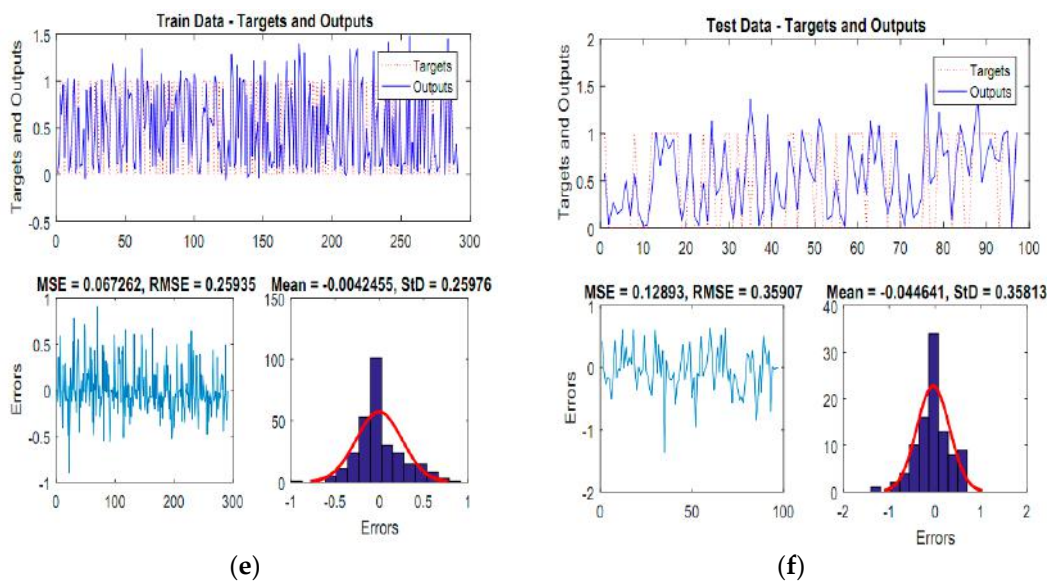 Train Data - Targets and Outputs
Targets and Outputs
1.5
1
0.5
0
-0.5
0 50 100 150 200 250 300
Targets
Outputs
MSE = 0.067262, RMSE = 0.25935
Errors
1
0.5
0
-0.5
-1
0 100 200 300
Mean = -0.0042455, StD = 0.25976
150
100
50
0
-1 -0.5 0 0.5 1
Errors
(e)
Test Data - Targets and Outputs
Targets and Outputs
2
1.5
1
0.5
0
0 10 20 30 40 50 60 70 80 90 100
Targets
Outputs
MSE = 0.12893, RMSE = 0.35907
Errors
1
0
-1
-2
0 50 100
Mean = -0.044641, StD = 0.35813
40
30
20
10
0
-2 -1 0 1 2
Errors
(f)